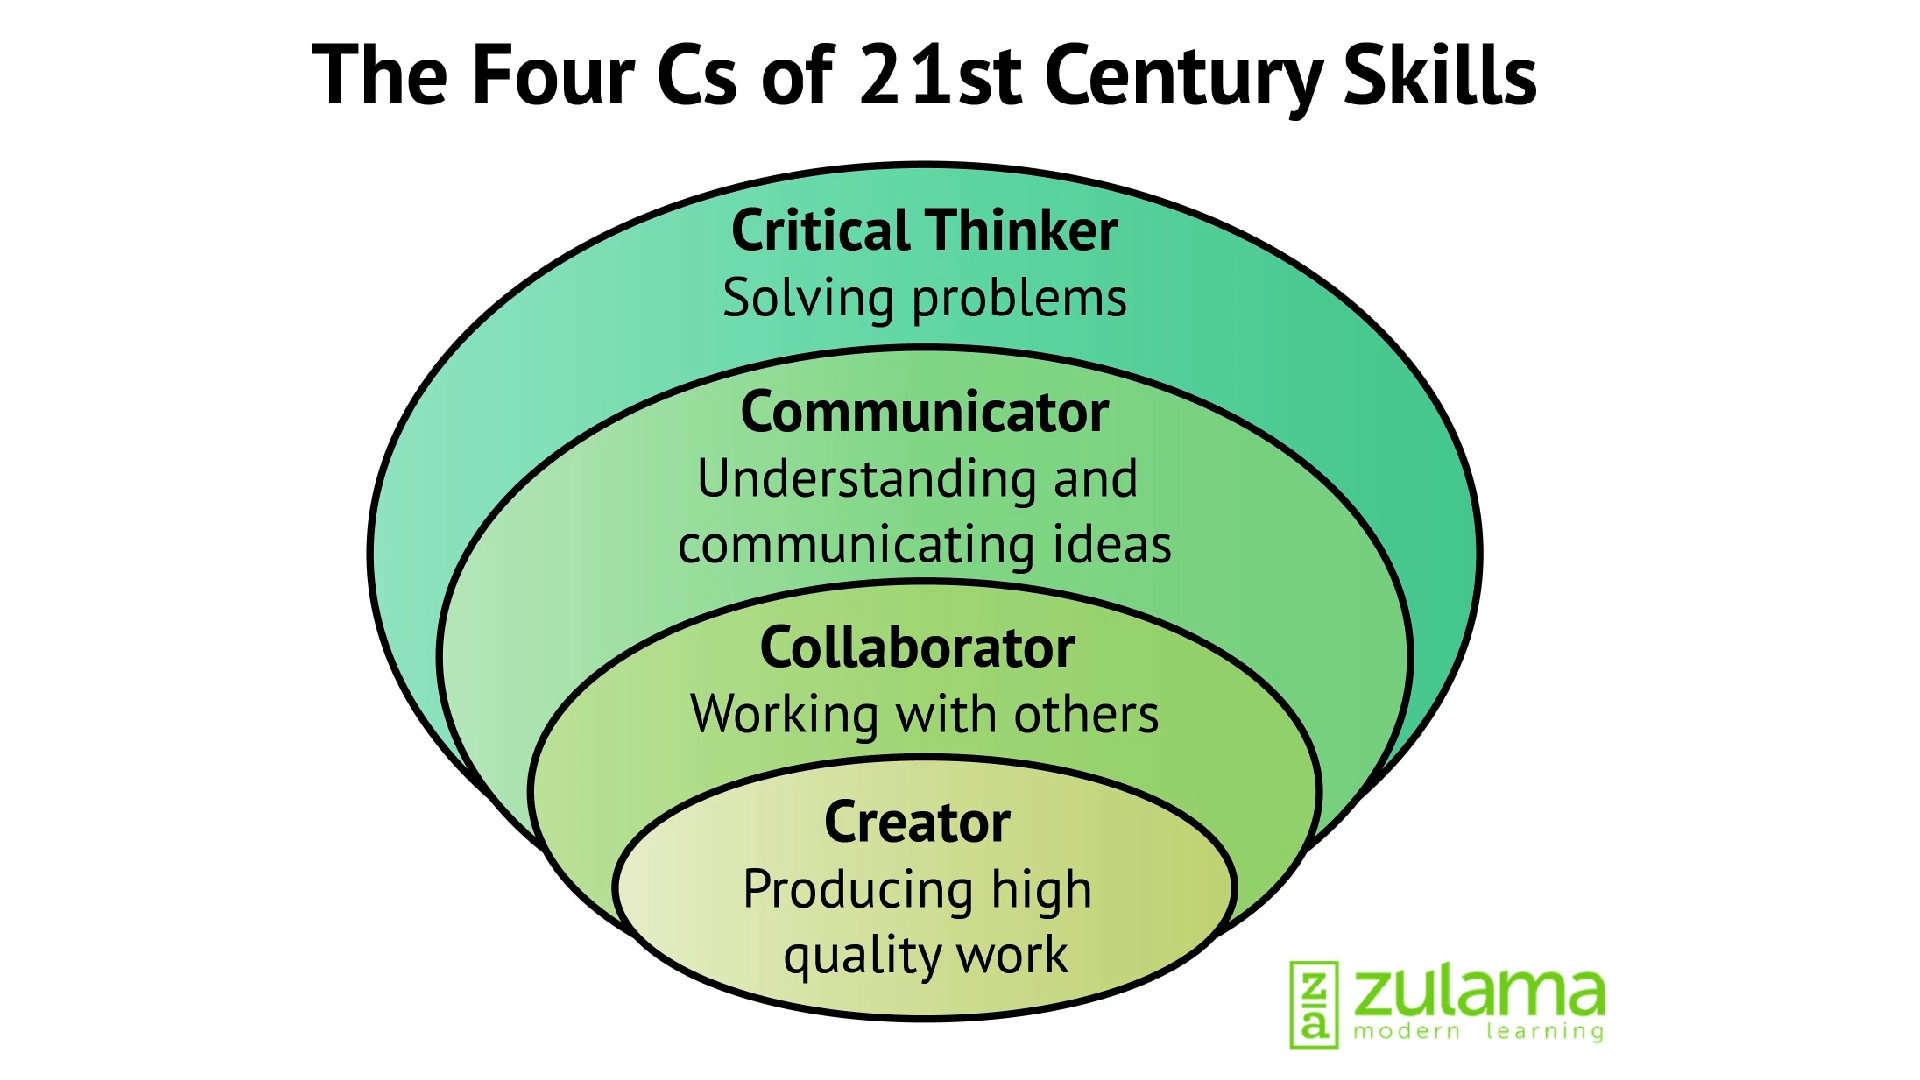 The Four Cs of 21st Century Skills
Critical Thinker
Solving problems
Communicator
Understanding and
communicating ideas
Collaborator
Working with others
Creator
Producing high
quality work
z
a
zulama
modern learning